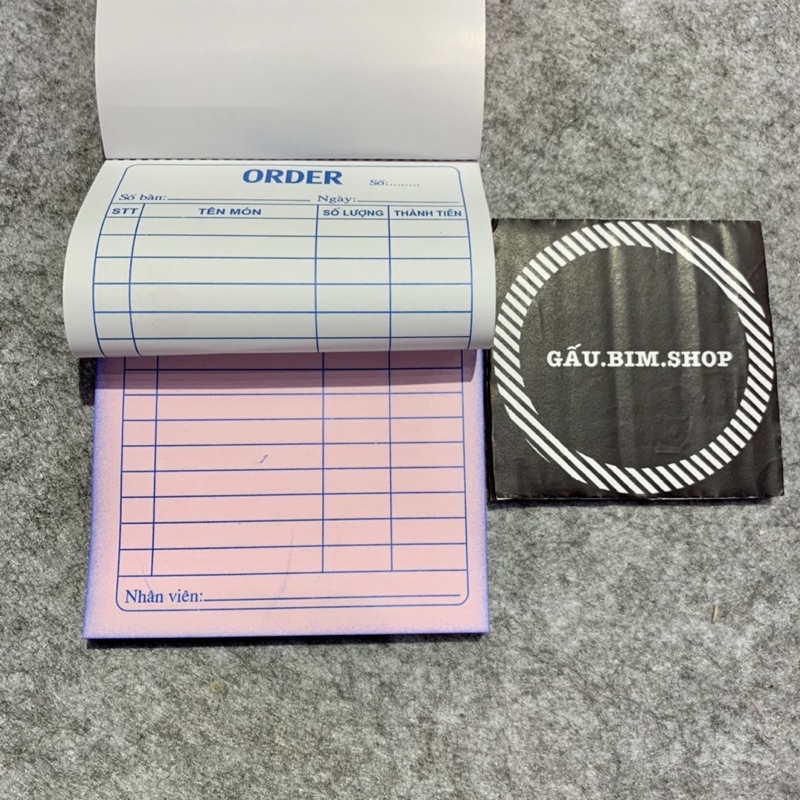 ORDER Số:........
Số bàn: Ngày:
STT TÊN MÓN SỐ LƯỢNG THÀNH TIỀN
Nhân viên:
GẤU.BIM.SHOP